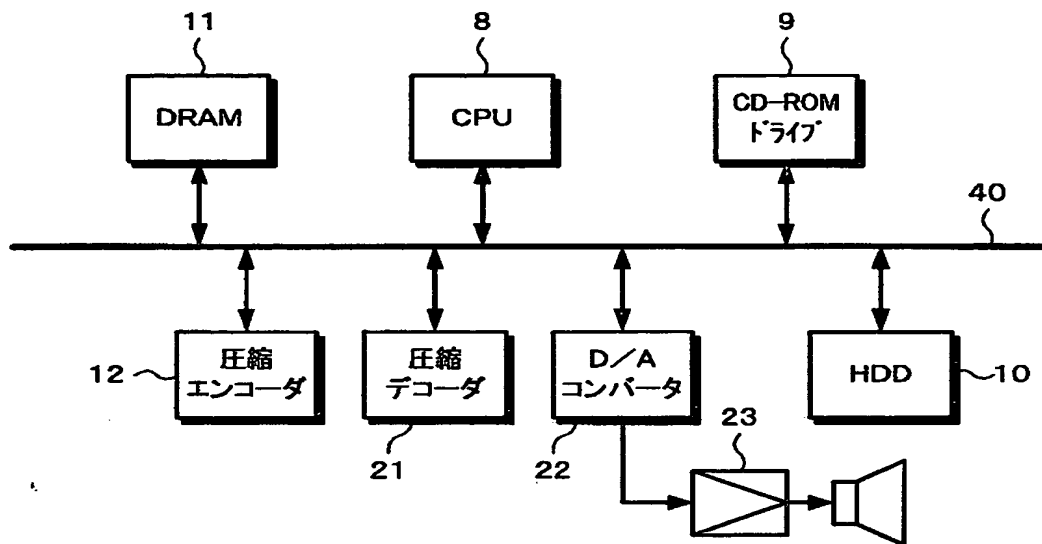 11
8
9
DRAM
CPU
CD-ROM
ドライブ
40
圧縮
エンコーダ
圧縮
デコーダ
D/A
コンバータ
HDD
12
10
21
22
23